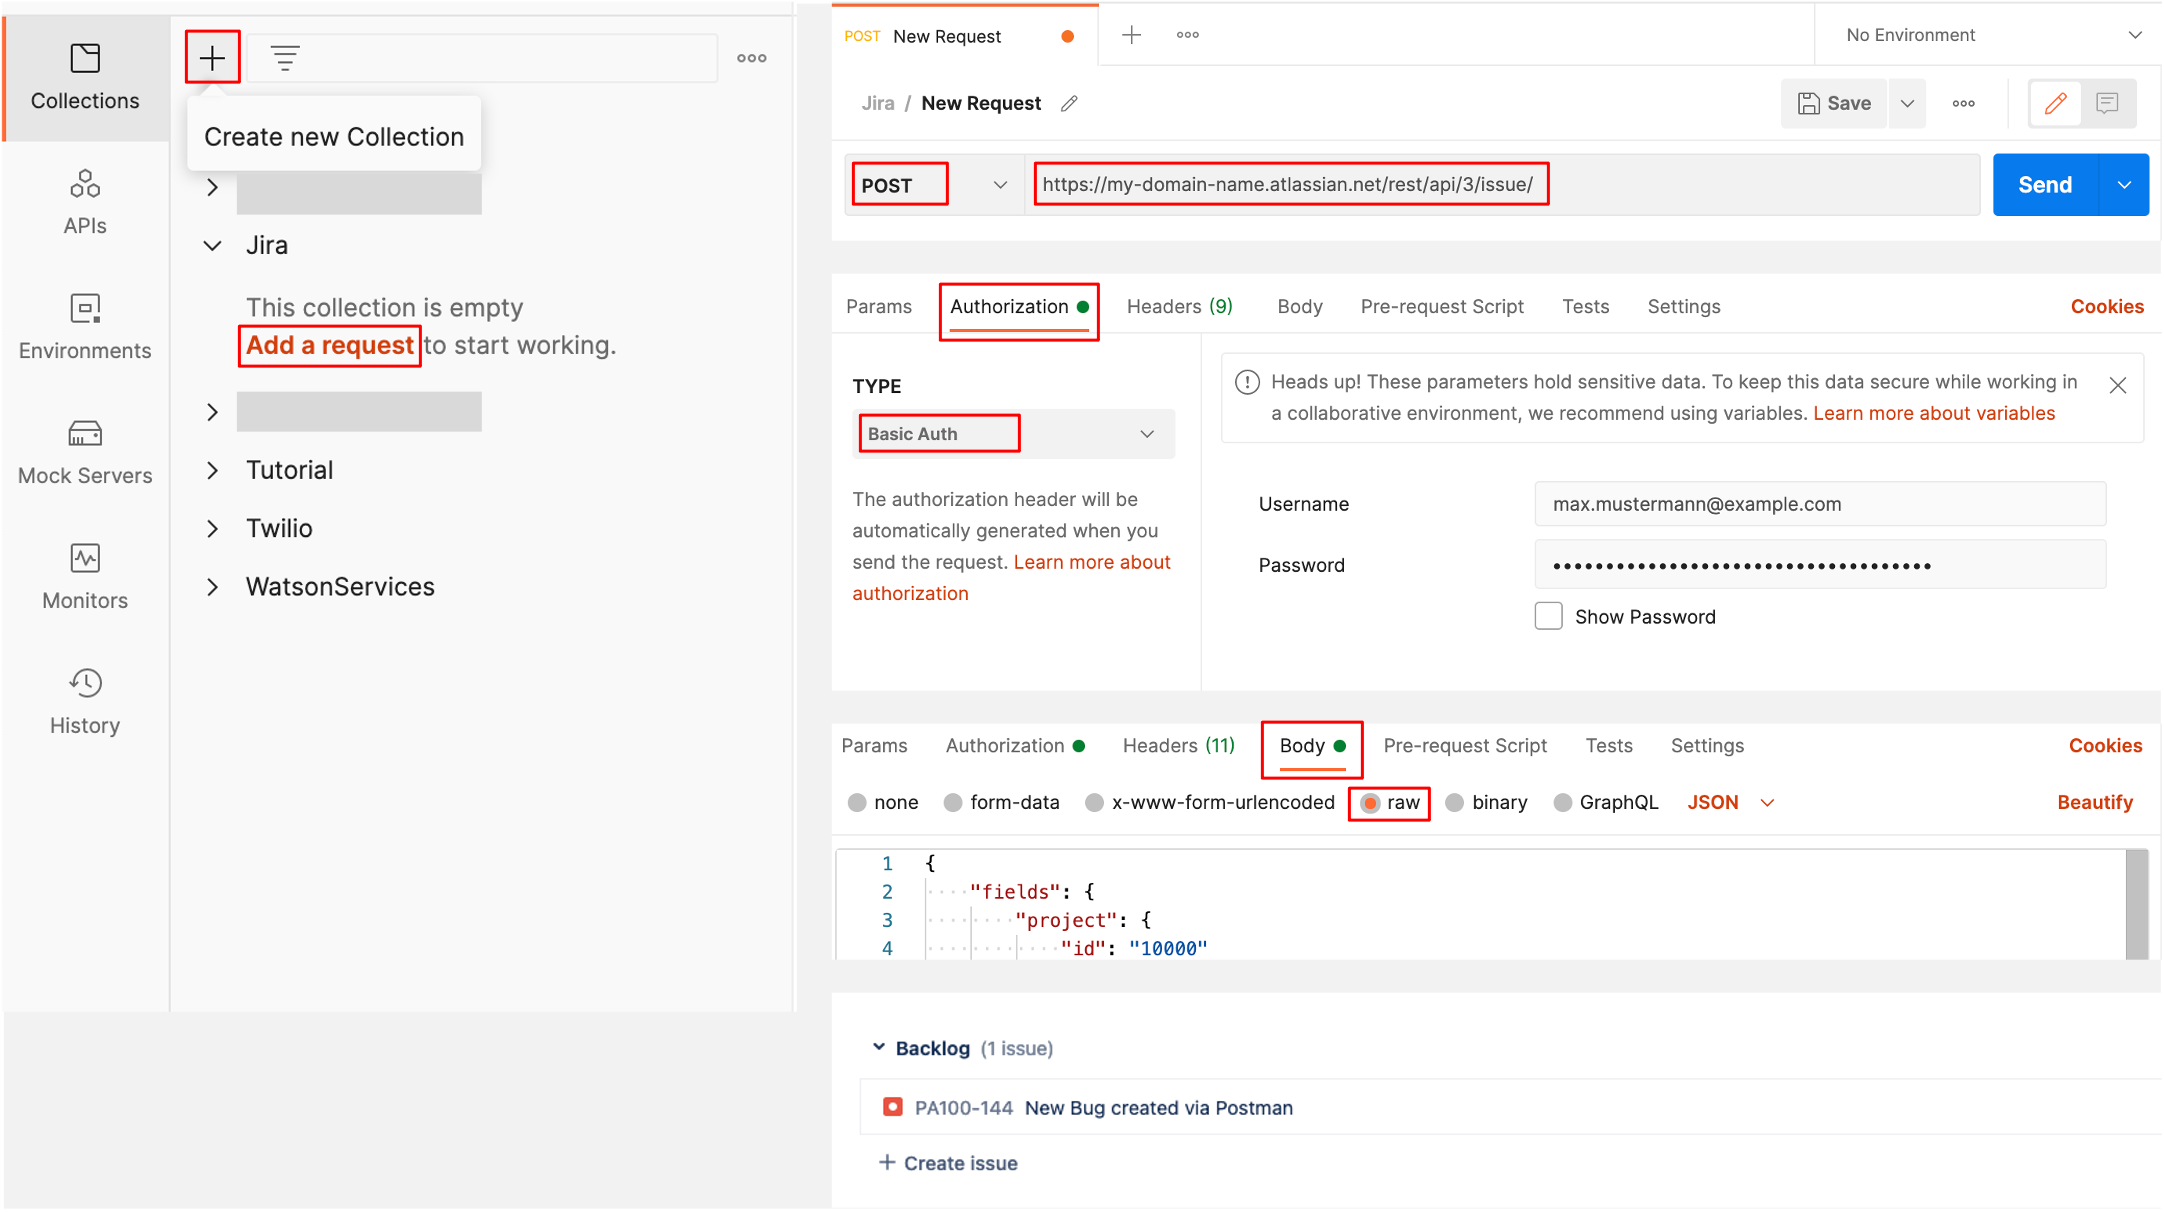 Collections
APIs
Environments
Mock Servers
Monitors
History
Create new Collection
Jira
This collection is empty
Add a request to start working.
Tutorial
Twilio
WatsonServices
POST New Request
No Environment
Jira / New Request
Save
POST
https://my-domain-name.atlassian.net/rest/api/3/issue/
Send
Params Authorization Headers (9) Body Pre-request Script Tests Settings Cookies
TYPE
Basic Auth
The authorization header will be
automatically generated when you
send the request. Learn more about
authorization
Heads up! These parameters hold sensitive data. To keep this data secure while working in
a collaborative environment, we recommend using variables. Learn more about variables
Username max.mustermann@example.com
Password ••••••••••••••••••••••••••••••••••••
Show Password
Params Authorization Headers (11) Body Pre-request Script Tests Settings Cookies
none form-data x-www-form-urlencoded raw binary GraphQL JSON Beautify
1 {
2 "fields": {
3 "project": {
4 "id": "10000"
Backlog (1 issue)
PA100-144 New Bug created via Postman
+ Create issue